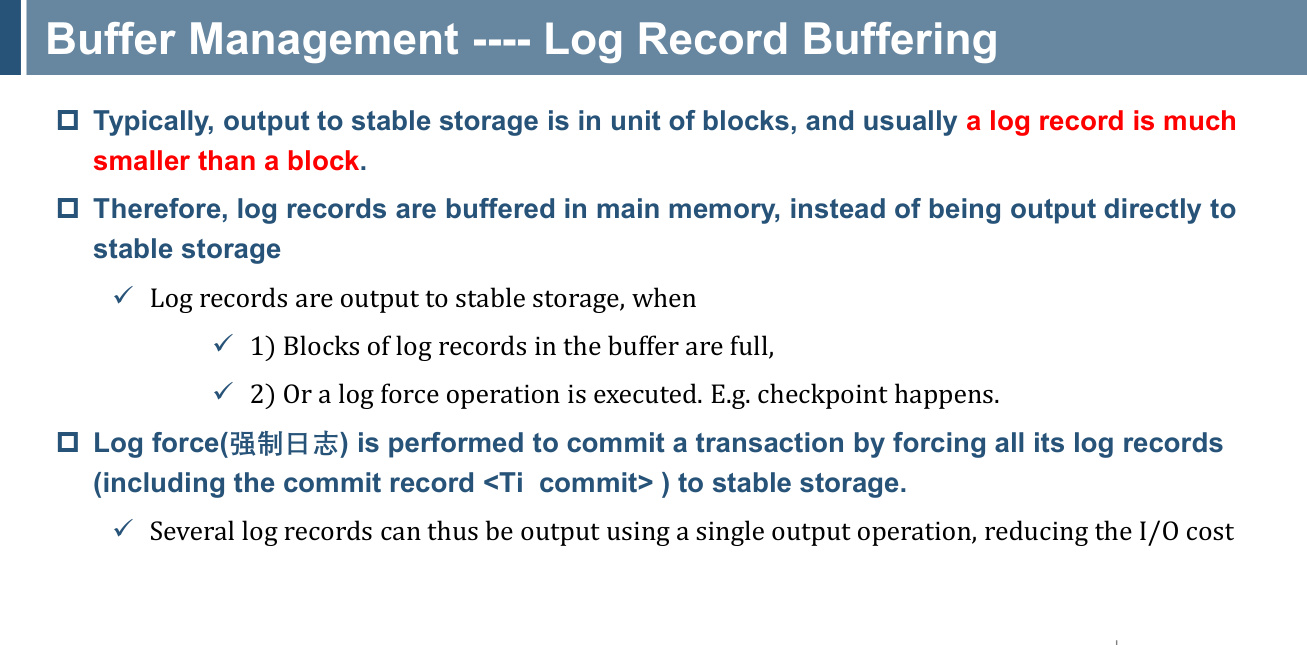 Buffer Management ---- Log Record Buffering
Typically, output to stable storage is in unit of blocks, and usually a log record is much
smaller than a block.
Therefore, log records are buffered in main memory, instead of being output directly to
stable storage
Log records are output to stable storage, when
1) Blocks of log records in the buffer are full,
2) Or a log force operation is executed. E.g. checkpoint happens.
Log force(强制日志) is performed to commit a transaction by forcing all its log records
(including the commit record <Ti  commit> ) to stable storage.
Several log records can thus be output using a single output operation, reducing the I/O cost